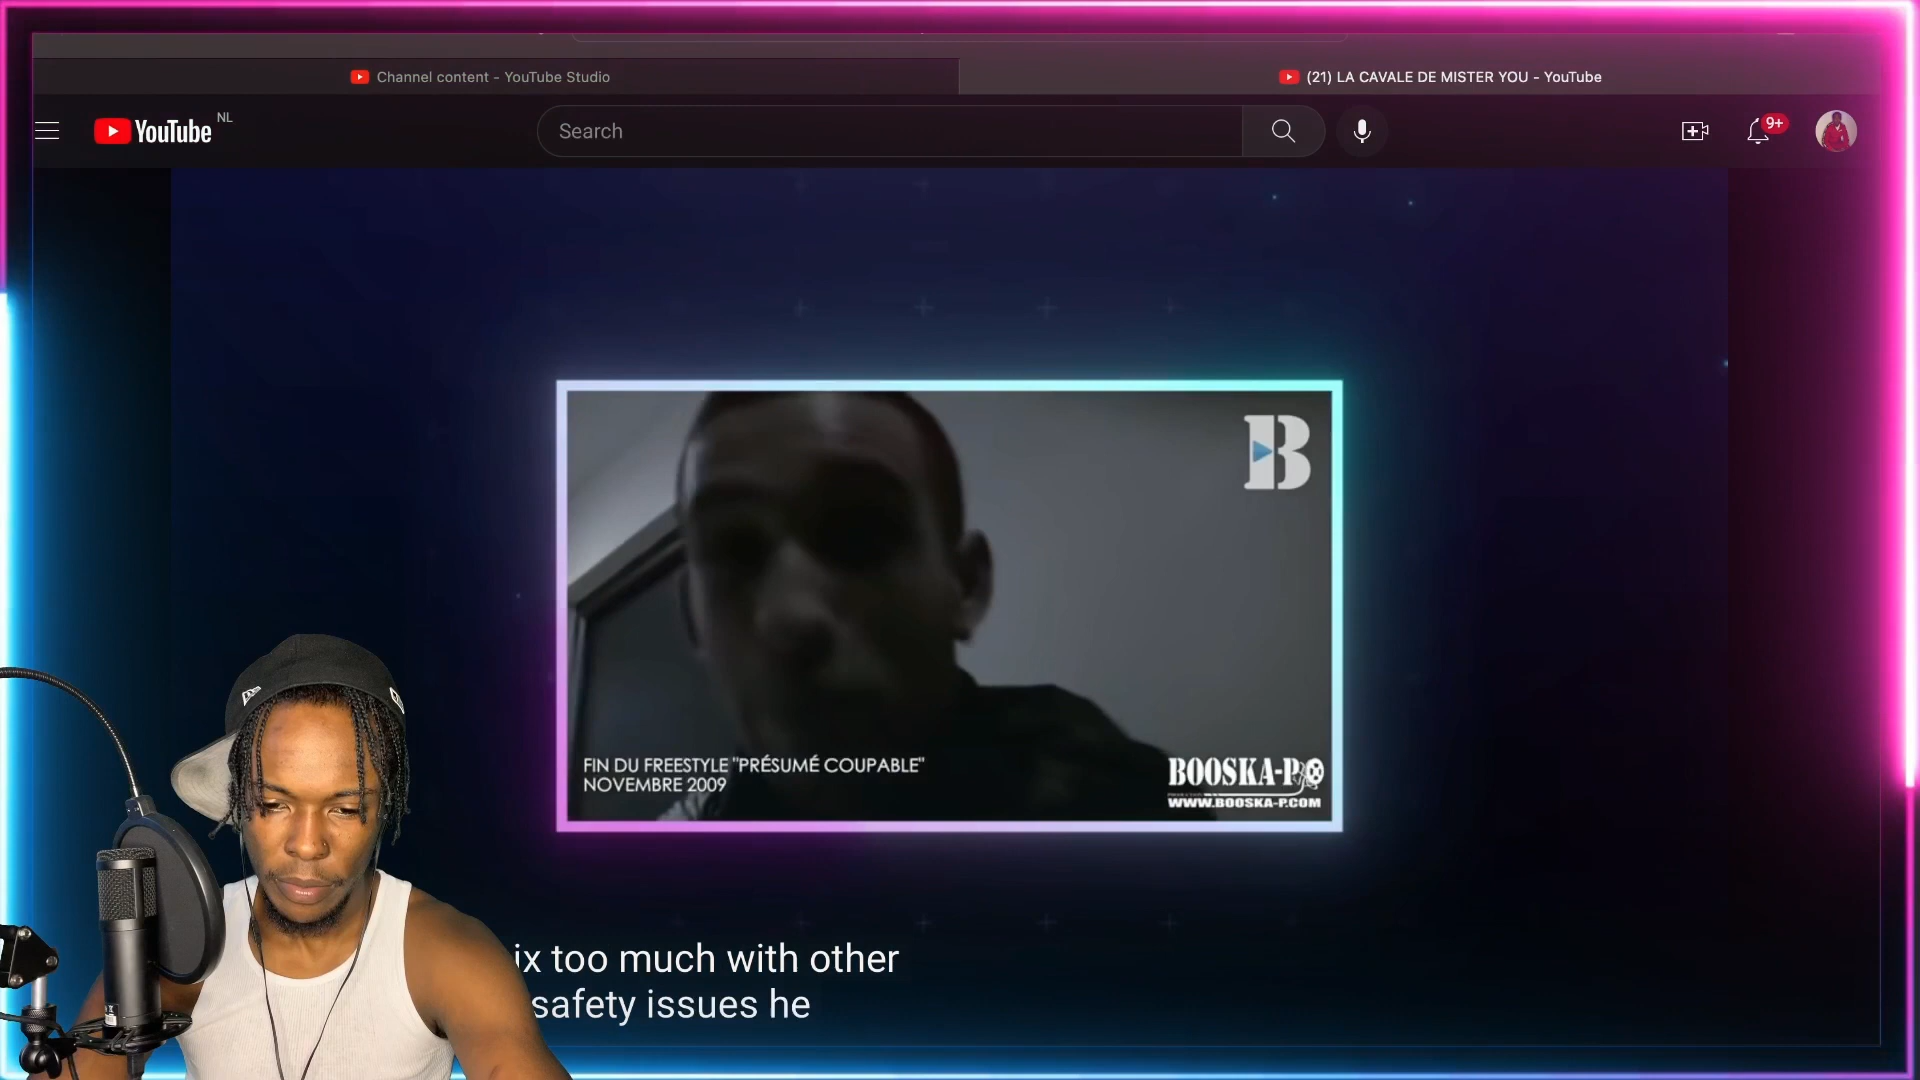 Channel content - YouTube Studio
(21) LA CAVALE DE MISTER YOU - YouTube
YouTube NL
Search
9+
B
FIN DU FREESTYLE "PRÉSUMÉ COUPABLE"
NOVEMBRE 2009
BOOSKA-P
WWW.BOOSKA-P.COM
too much with other
safety issues he